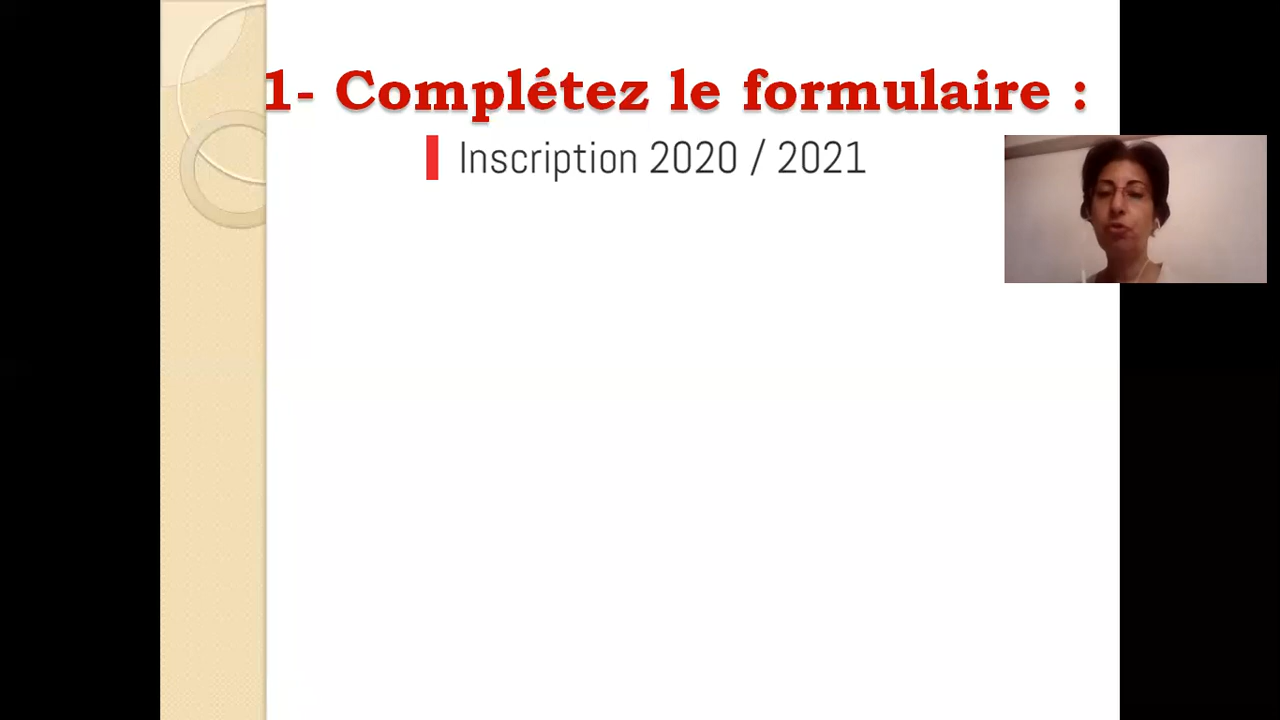 1- Complétez le formulaire :
Inscription 2020 / 2021